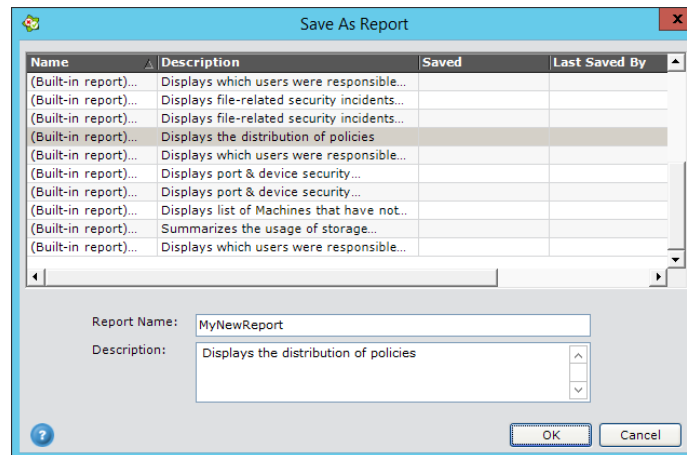 Save As Report
x
Name Description Saved Last Saved By
(Built-in report)... Displays which users were responsible...
(Built-in report)... Displays file-related security incidents...
(Built-in report)... Displays file-related security incidents...
(Built-in report)... Displays the distribution of policies
(Built-in report)... Displays which users were responsible...
(Built-in report)... Displays port & device security...
(Built-in report)... Displays port & device security...
(Built-in report)... Displays list of Machines that have not...
(Built-in report)... Summarizes the usage of storage...
(Built-in report)... Displays which users were responsible...
Report Name: MyNewReport
Description: Displays the distribution of policies
? OK Cancel